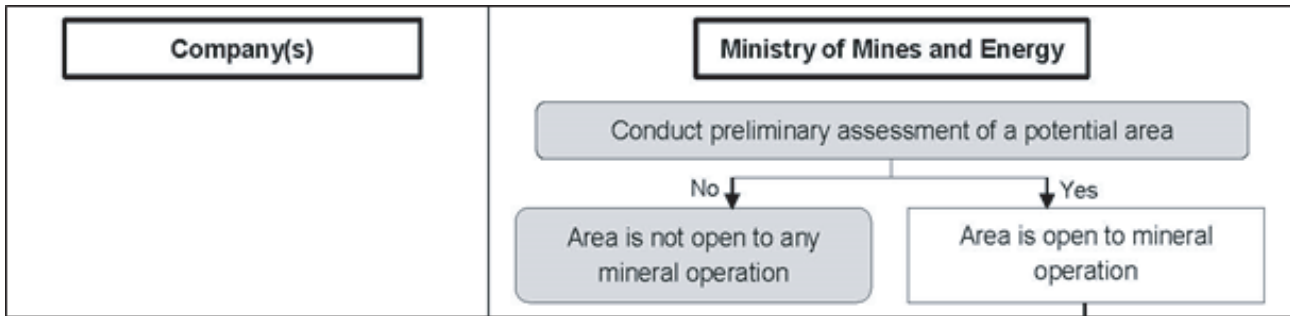 Company(s)
Ministry of Mines and Energy
Conduct preliminary assessment of a potential area
No
Yes
Area is not open to any
mineral operation
Area is open to mineral
operation